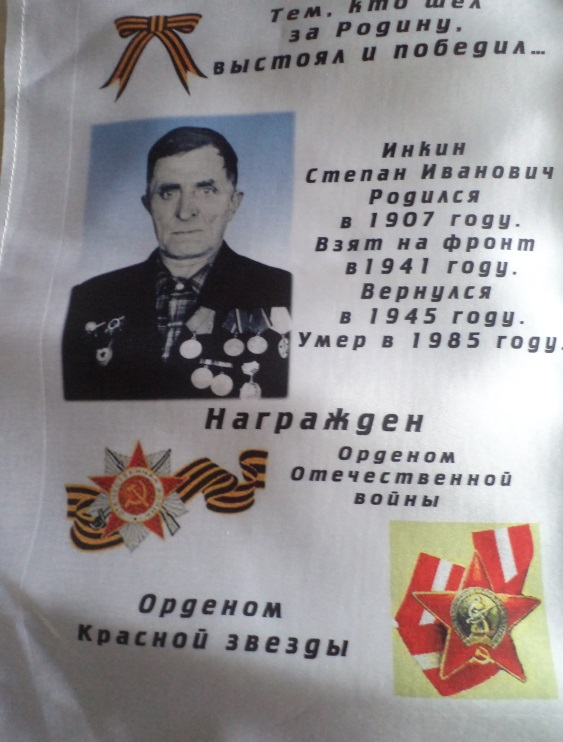 Тем, кто шел
за Родину,
выстоял и победил...
Инкин
Степан Иванович
Родился
в 1907 году.
Взят на фронт
в1941 году.
Вернулся
в 1945 году.
Умер в 1985 году.
Награжден
Орденом
Отечественной
войны
Орденом
Красной звезды